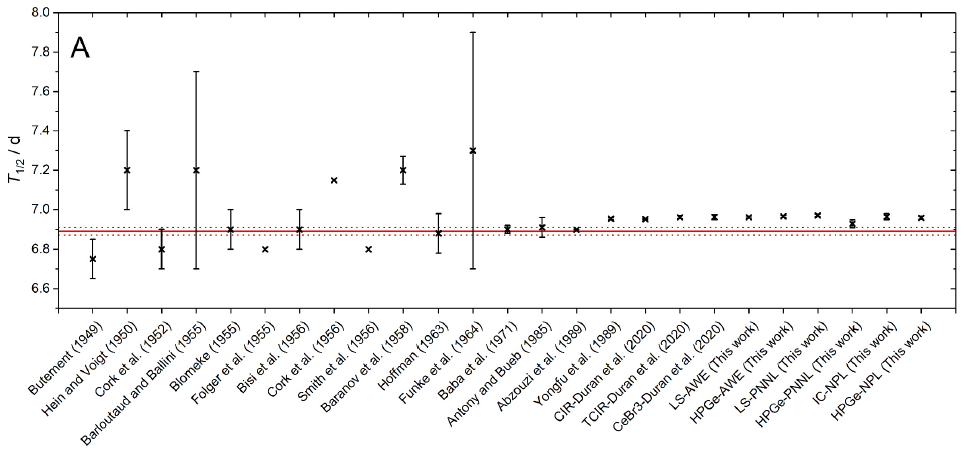 A
T1/2 / d
8.0
7.8
7.6
7.4
7.2
7.0
6.8
6.6
Butement (1949)
Hein and Voigt (1950)
Cork et al. (1952)
Barloutaud and Ballini (1955)
Blomeke (1955)
Folger et al. (1955)
Bisi et al. (1956)
Cork et al. (1956)
Smith et al. (1956)
Baranov et al. (1958)
Hoffman (1963)
Funke et al. (1964)
Baba et al. (1971)
Antony and Bueb (1985)
Abzouzi et al. (1989)
Yongfu et al. (1989)
CIR-Duran et al. (2020)
TCIR-Duran et al. (2020)
CeBr3-Duran et al. (2020)
LS-AWE (This work)
HPGe-AWE (This work)
LS-PNNL (This work)
HPGe-PNNL (This work)
IC-NPL (This work)
HPGe-NPL (This work)